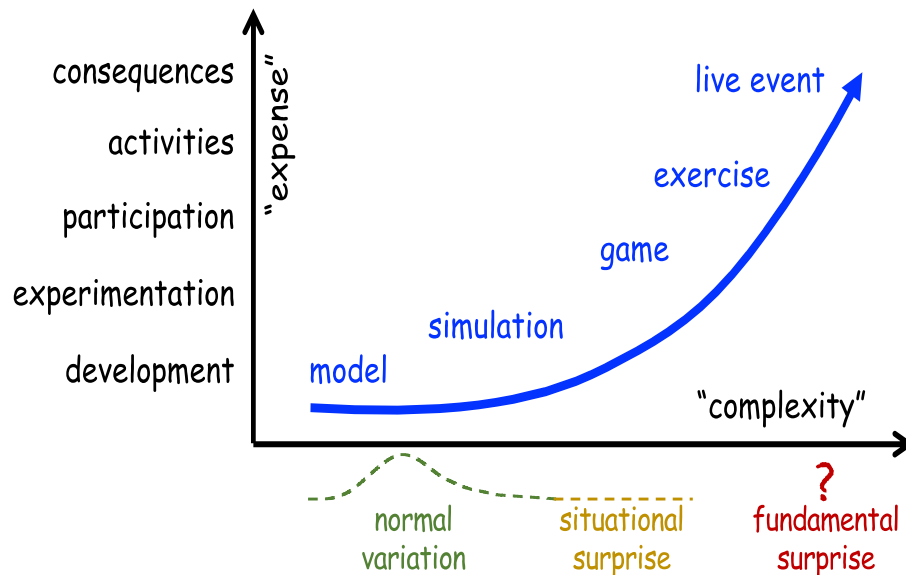 consequences
activities
participation
experimentation
development
“expense”
live event
exercise
game
simulation
model
“complexity”
normal
variation
situational
surprise
?
fundamental
surprise